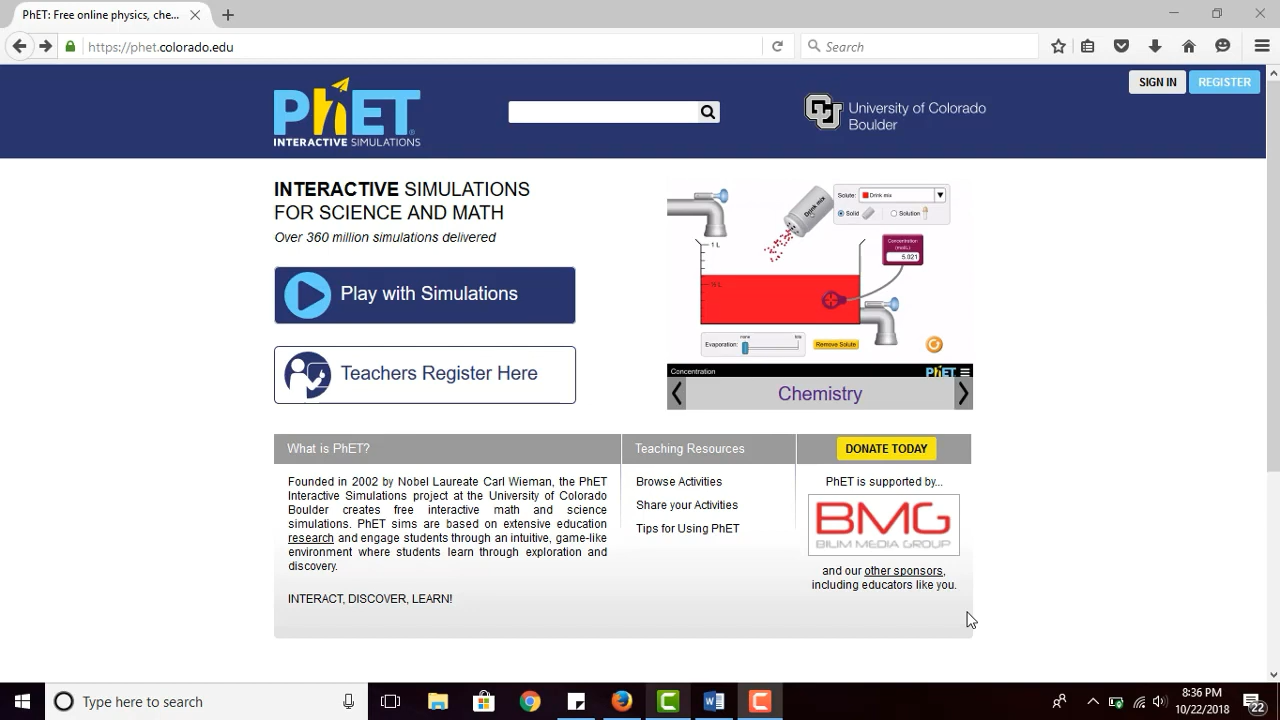 PhET: Free online physics, che...
https://phet.colorado.edu
Search
SIGN IN
REGISTER
PhET
INTERACTIVE SIMULATIONS
University of Colorado
Boulder
INTERACTIVE SIMULATIONS
FOR SCIENCE AND MATH
Over 360 million simulations delivered
Play with Simulations
Teachers Register Here
Drink mix
Solute: Drink mix
Solid Solution
1 L
½ L
Concentration
(mol/L)
5.021
Evaporation: none lots
Remove Solute
Concentration
PhET
Chemistry
What is PhET?
Founded in 2002 by Nobel Laureate Carl Wieman, the PhET
Interactive Simulations project at the University of Colorado
Boulder creates free interactive math and science
simulations. PhET sims are based on extensive education
research and engage students through an intuitive, game-like
environment where students learn through exploration and
discovery.
INTERACT, DISCOVER, LEARN!
Teaching Resources
Browse Activities
Share your Activities
Tips for Using PhET
DONATE TODAY
PhET is supported by...
BMG
BILIM MEDIA GROUP
and our other sponsors,
including educators like you.
Type here to search
8:36 PM
10/22/2018
22